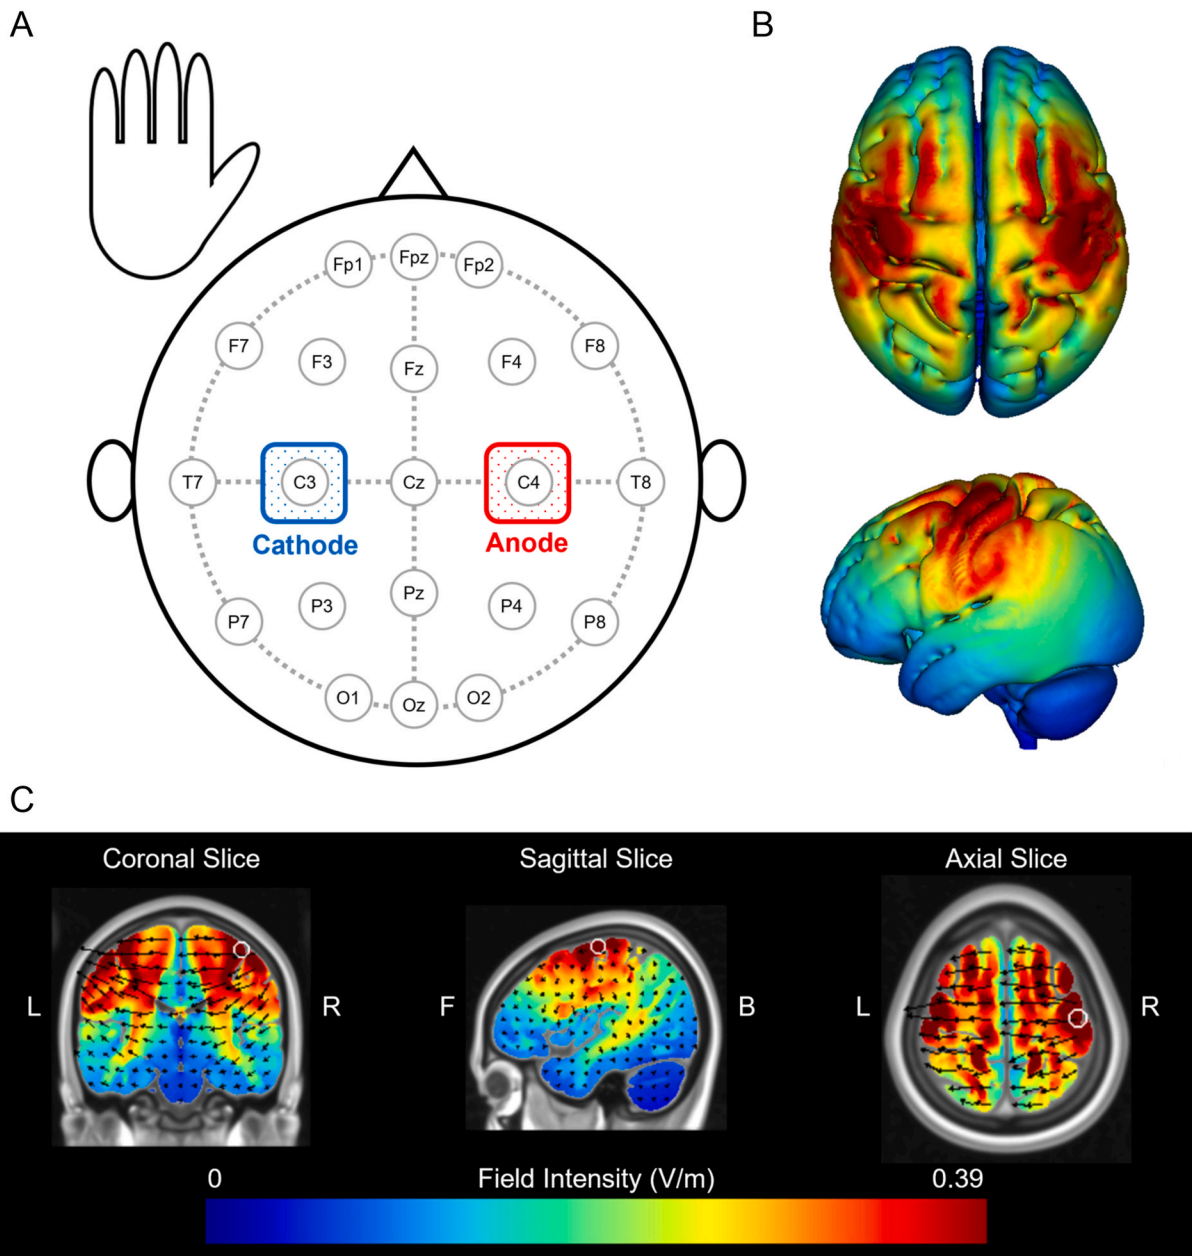 A
B
Fp1 Fpz Fp2
F7 F3 Fz F4 F8
T7 C3 Cz C4 T8
Cathode Anode
P7 P3 Pz P4 P8
O1 Oz O2
C
Coronal Slice Sagittal Slice Axial Slice
L R F B L R
0 Field Intensity (V/m) 0.39